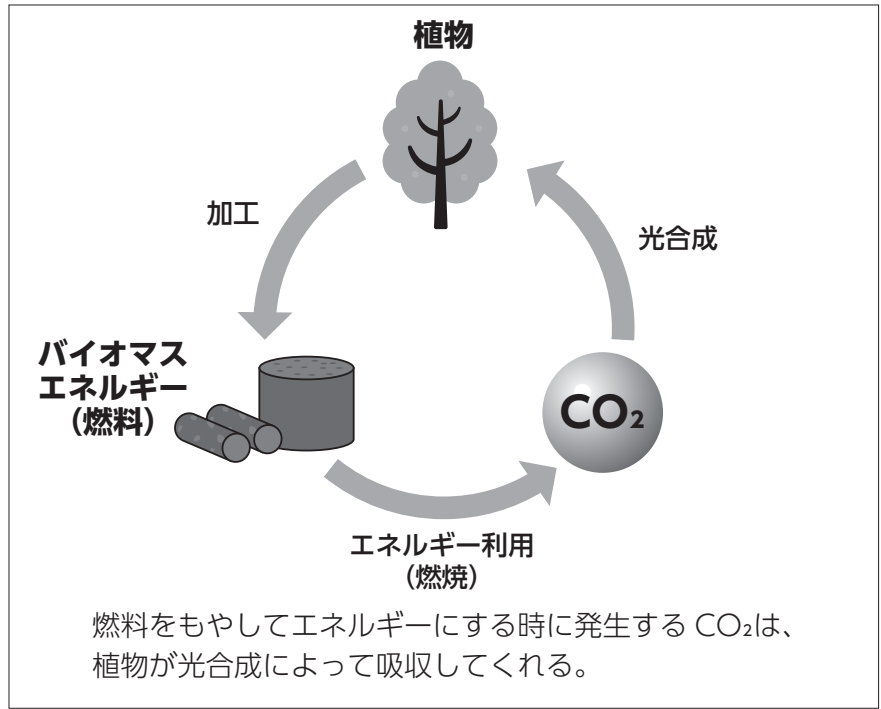 植物
加工
光合成
バイオマス
エネルギー
（燃料）
CO₂
エネルギー利用
（燃焼）
燃料をもやしてエネルギーにする時に発生する CO₂は、
植物が光合成によって吸収してくれる。